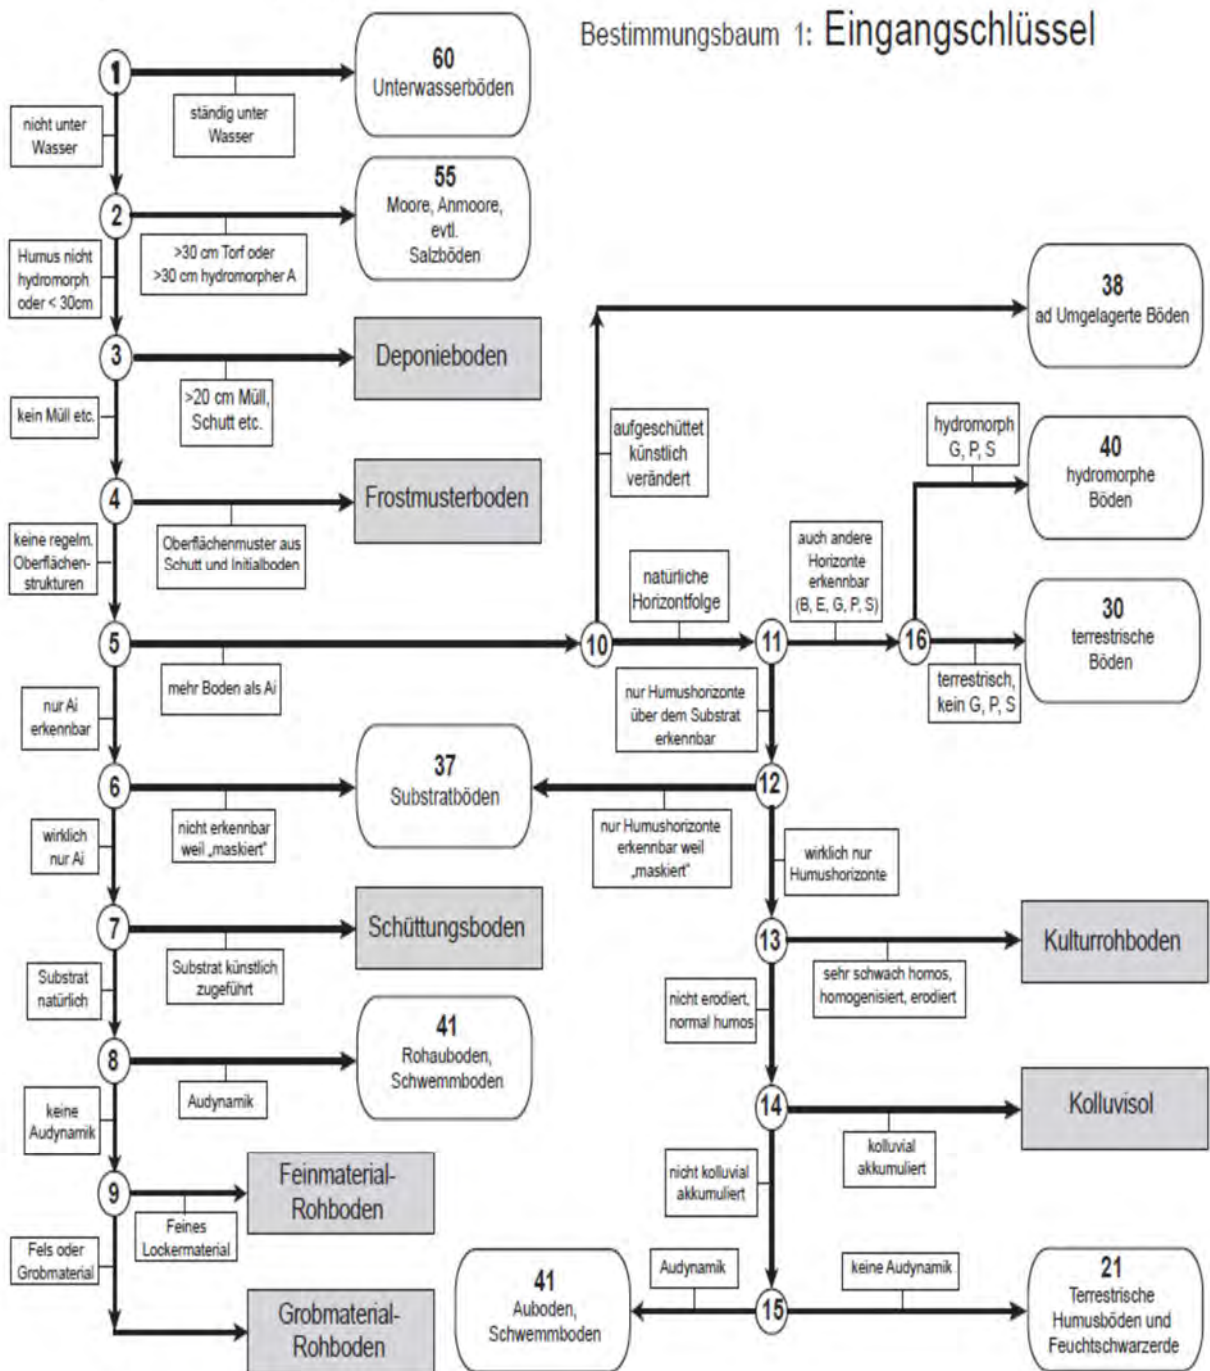 Bestimmungsbaum 1: Eingangschlüssel
1
ständig unter
Wasser
60
Unterwasserböden
nicht unter
Wasser
2
>30 cm Torf oder
>30 cm hydromorpher A
55
Moore, Anmoore,
evtl.
Salzböden
Humus nicht
hydromorph
oder < 30cm
3
>20 cm Müll,
Schutt etc.
Deponieboden
kein Müll etc.
4
Oberflächenmuster aus
Schutt und Initialboden
Frostmusterboden
keine regelm.
Oberflächen-
strukturen
5
mehr Boden als Ai
10
aufgeschüttet
künstlich
verändert
38
ad Umgelagerte Böden
natürliche
Horizontfolge
11
auch andere
Horizonte
erkennbar
(B, E, G, P, S)
16
hydromorph
G, P, S
40
hydromorphe
Böden
terrestrisch,
kein G, P, S
30
terrestrische
Böden
nur Ai
erkennbar
6
nicht erkennbar
weil „maskiert“
37
Substratböden
nur Humushorizonte
über dem Substrat
erkennbar
12
nur Humushorizonte
erkennbar weil
„maskiert“
wirklich
nur Ai
7
Substrat künstlich
zugeführt
Schüttungsboden
wirklich nur
Humushorizonte
13
sehr schwach homos,
homogenisiert, erodiert
Kulturrohboden
Substrat
natürlich
8
Audynamik
41
Rohauboden,
Schwemmboden
nicht erodiert,
normal humos
14
kolluvial
akkumuliert
Kolluvisol
keine
Audynamik
9
Feines
Lockermaterial
Feinmaterial-
Rohboden
nicht kolluvial
akkumuliert
15
Fels oder
Grobmaterial
Grobmaterial-
Rohboden
Audynamik
41
Auboden,
Schwemmboden
keine Audynamik
21
Terrestrische
Humusböden und
Feuchtschwarzerde